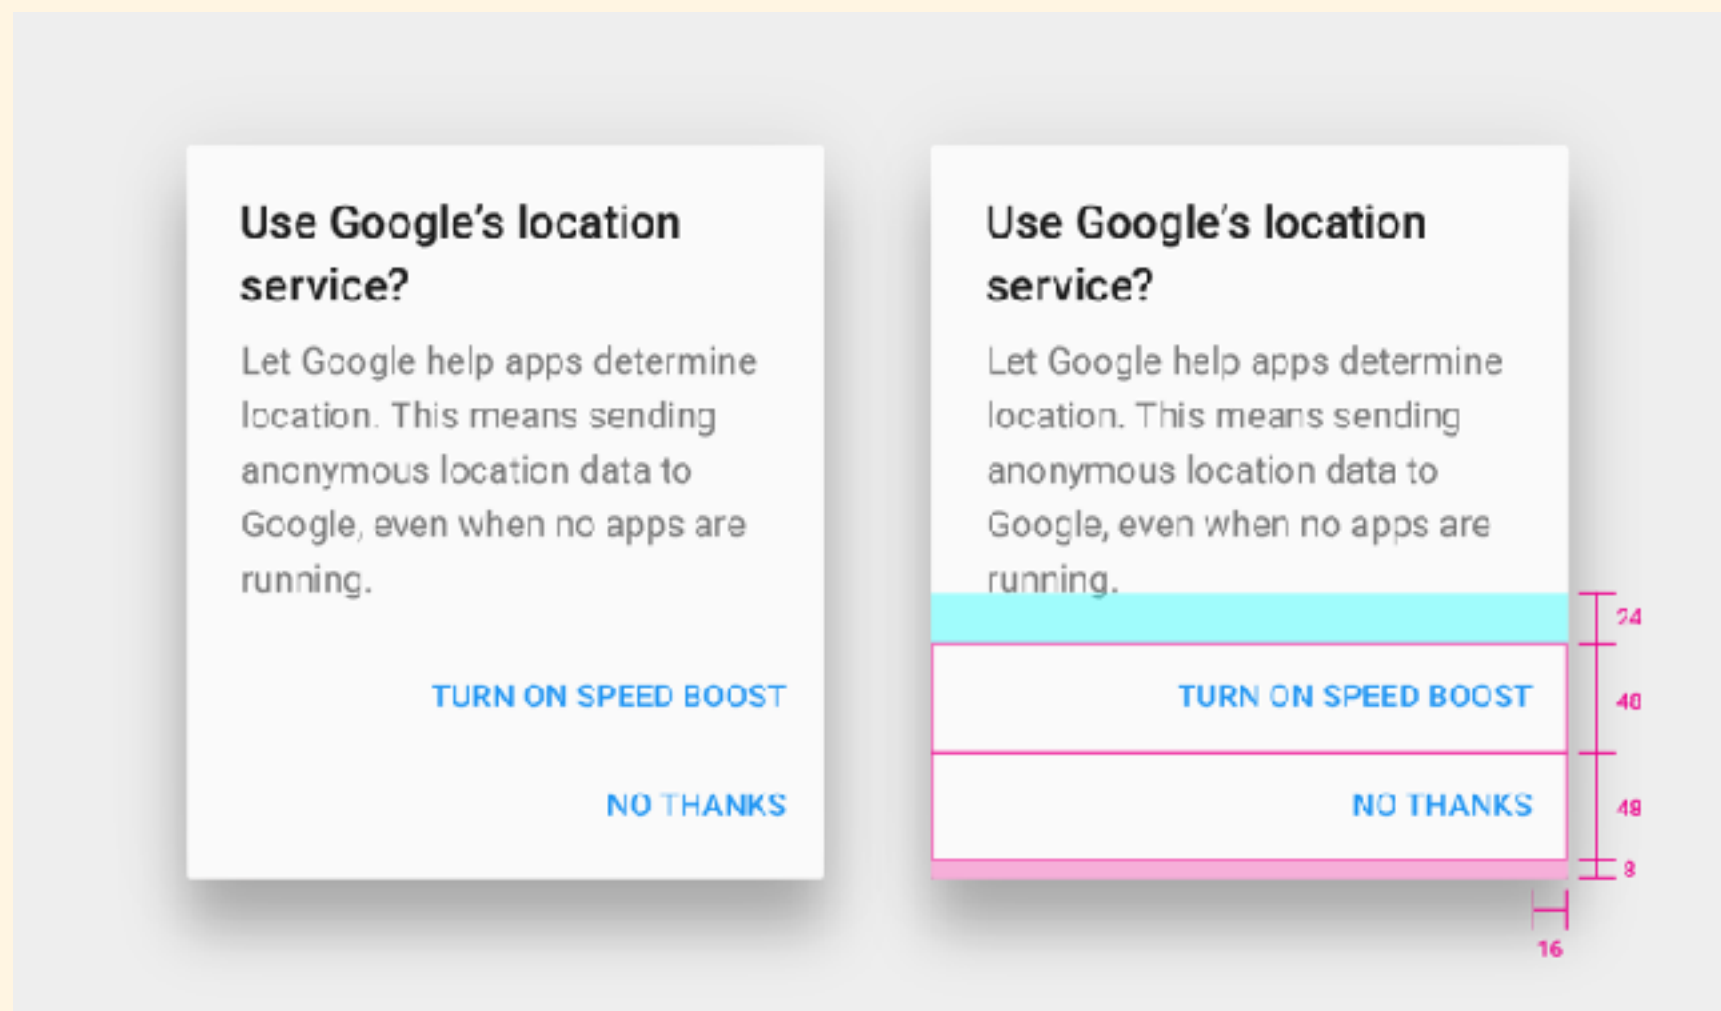 Use Google's location
service?
Let Google help apps determine
location. This means sending
anonymous location data to
Google, even when no apps are
running.
TURN ON SPEED BOOST
NO THANKS
Use Google's location
service?
Let Google help apps determine
location. This means sending
anonymous location data to
Google, even when no apps are
running.
TURN ON SPEED BOOST
NO THANKS
24
48
48
8
16